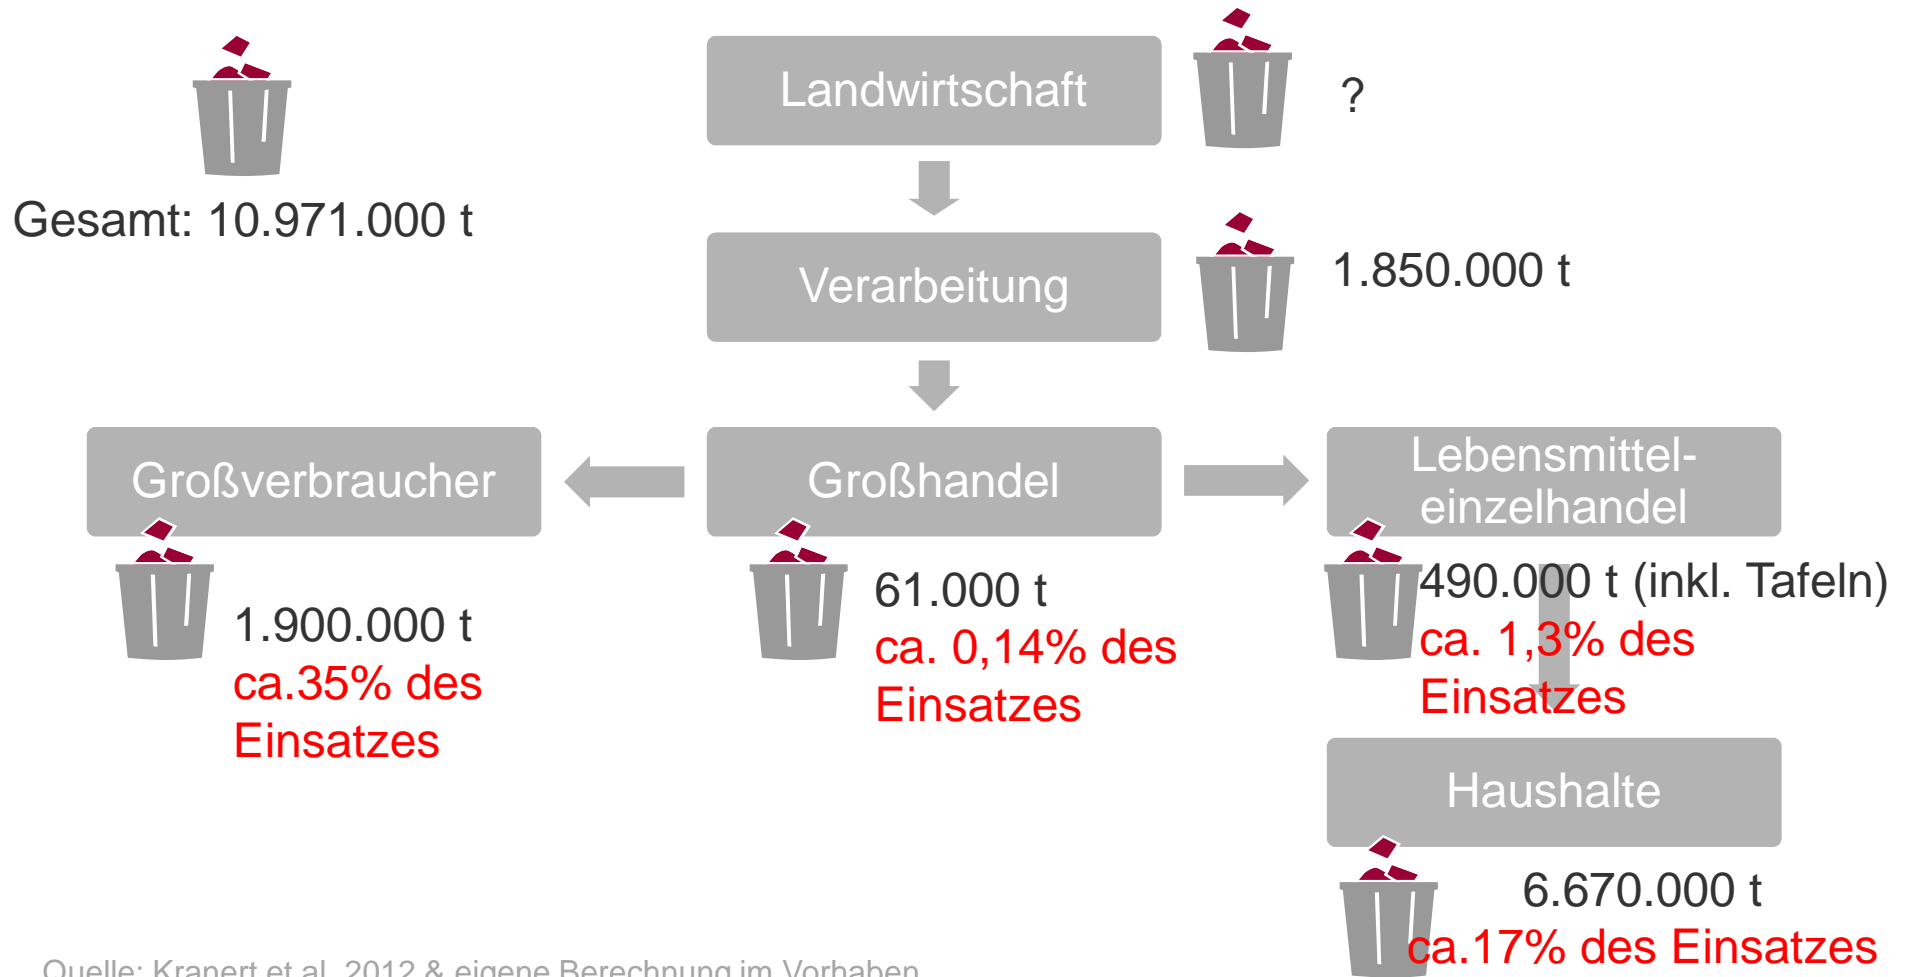 Landwirtschaft
?
Gesamt: 10.971.000 t
Verarbeitung
1.850.000 t
Großverbraucher
Großhandel
Lebensmittel-
einzelhandel
1.900.000 t
ca.35% des
Einsatzes
61.000 t
ca. 0,14% des
Einsatzes
490.000 t (inkl. Tafeln)
ca. 1,3% des
Einsatzes
Haushalte
6.670.000 t
ca.17% des Einsatzes
Quelle: Kranert et al. 2012 & eigene Berechnung im Vorhaben